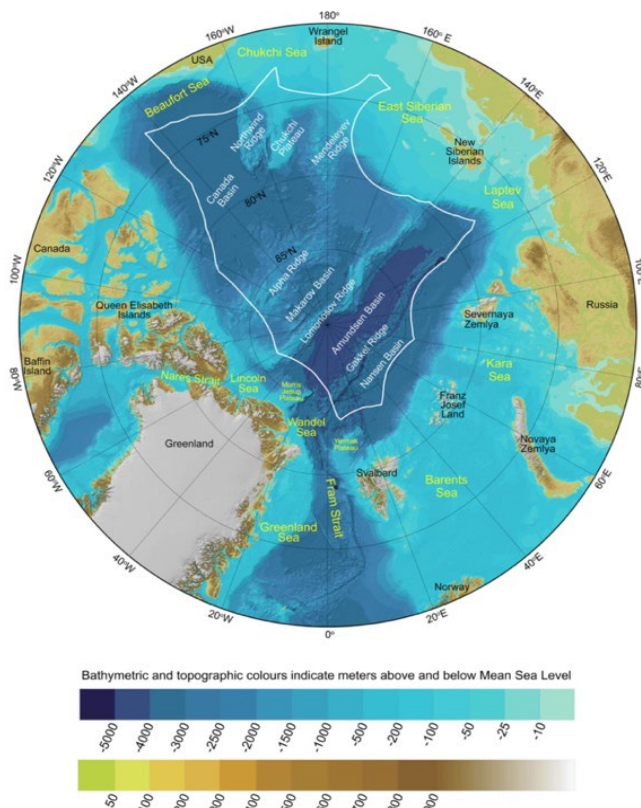 180°
160°W
160° E
140°W
140°E
120°W
120°E
100°W
80°W
80°E
60°W
60°E
40°W
40°E
20°W
20°E
0°
Wrangel
Island
USA
Chukchi Sea
Beaufort Sea
East Siberian
Sea
New
Siberian
Islands
Laptev
Sea
75°N
Northwind
Ridge
Chukchi
Plateau
Mendeleyev
Ridge
Canada
Basin
80°N
85°N
Alpha Ridge
Makarov Basin
Lomonosov Ridge
Amundsen Basin
Gakkel Ridge
Nansen Basin
Canada
Queen Elisabeth
Islands
Baffin
Island
Nares Strait
Lincoln
Sea
Morris
Jesup
Plateau
Wandel
Sea
Yermak
Plateau
Greenland
Svalbard
Fram Strait
Greenland
Sea
Severnaya
Zemlya
Russia
Kara
Sea
Franz
Josef
Land
Novaya
Zemlya
Barents
Sea
Norway
Bathymetric and topographic colours indicate meters above and below Mean Sea Level
-5000
-4000
-3000
-2500
-2000
-1500
-1000
-500
-200
-100
-50
-25
-10
50